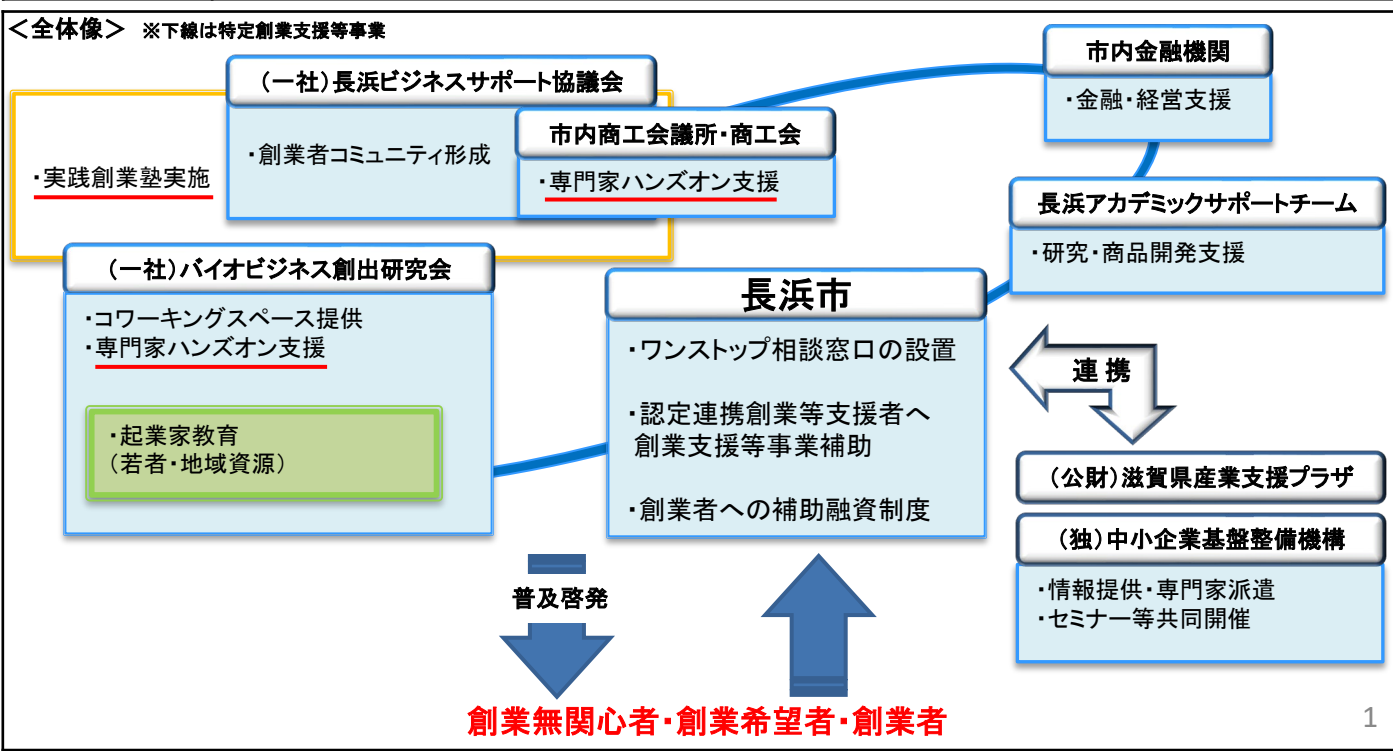 ＜全体像＞ ※下線は特定創業支援等事業
（一社）長浜ビジネスサポート協議会
・創業者コミュニティ形成
・実践創業塾実施
市内商工会議所・商工会
・専門家ハンズオン支援
市内金融機関
・金融・経営支援
長浜アカデミックサポートチーム
・研究・商品開発支援
（一社）バイオビジネス創出研究会
・コワーキングスペース提供
・専門家ハンズオン支援
・起業家教育
（若者・地域資源）
長浜市
・ワンストップ相談窓口の設置
・認定連携創業等支援者へ
創業支援等事業補助
・創業者への補助融資制度
連 携
（公財）滋賀県産業支援プラザ
（独）中小企業基盤整備機構
・情報提供・専門家派遣
・セミナー等共同開催
普及啓発
創業無関心者・創業希望者・創業者
1